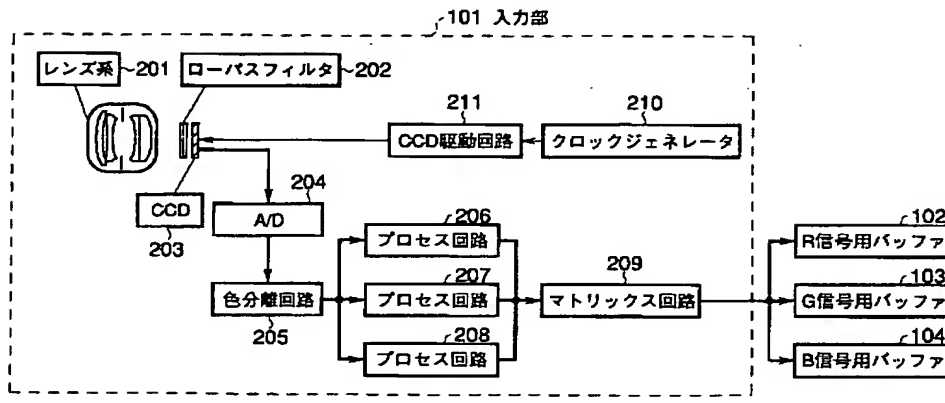 101 入力部
レンズ系
201
ローパスフィルタ
202
211
CCD駆動回路
210
クロックジェネレータ
CCD
203
204
A/D
色分離回路
205
206
プロセス回路
207
プロセス回路
208
プロセス回路
209
マトリックス回路
102
R信号用バッファ
103
G信号用バッファ
104
B信号用バッファ